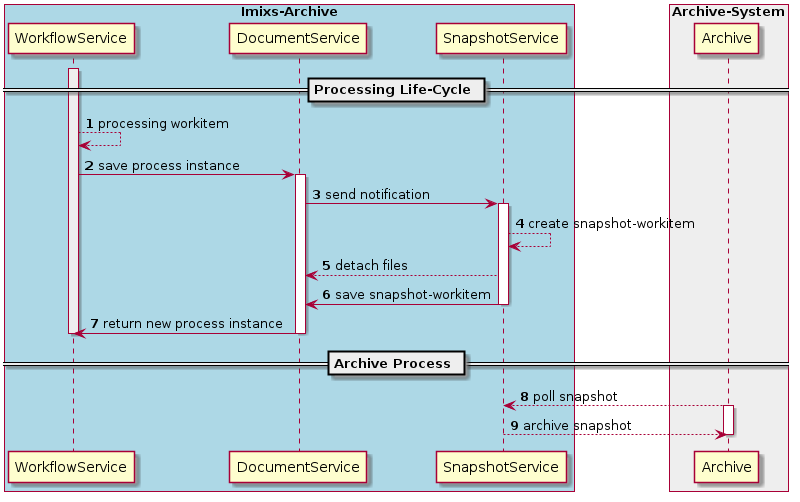 Imixs-Archive
Archive-System
WorkflowService
DocumentService
SnapshotService
Archive
Processing Life-Cycle
1 processing workitem
2 save process instance
3 send notification
4 create snapshot-workitem
5 detach files
6 save snapshot-workitem
7 return new process instance
Archive Process
8 poll snapshot
9 archive snapshot
WorkflowService
DocumentService
SnapshotService
Archive